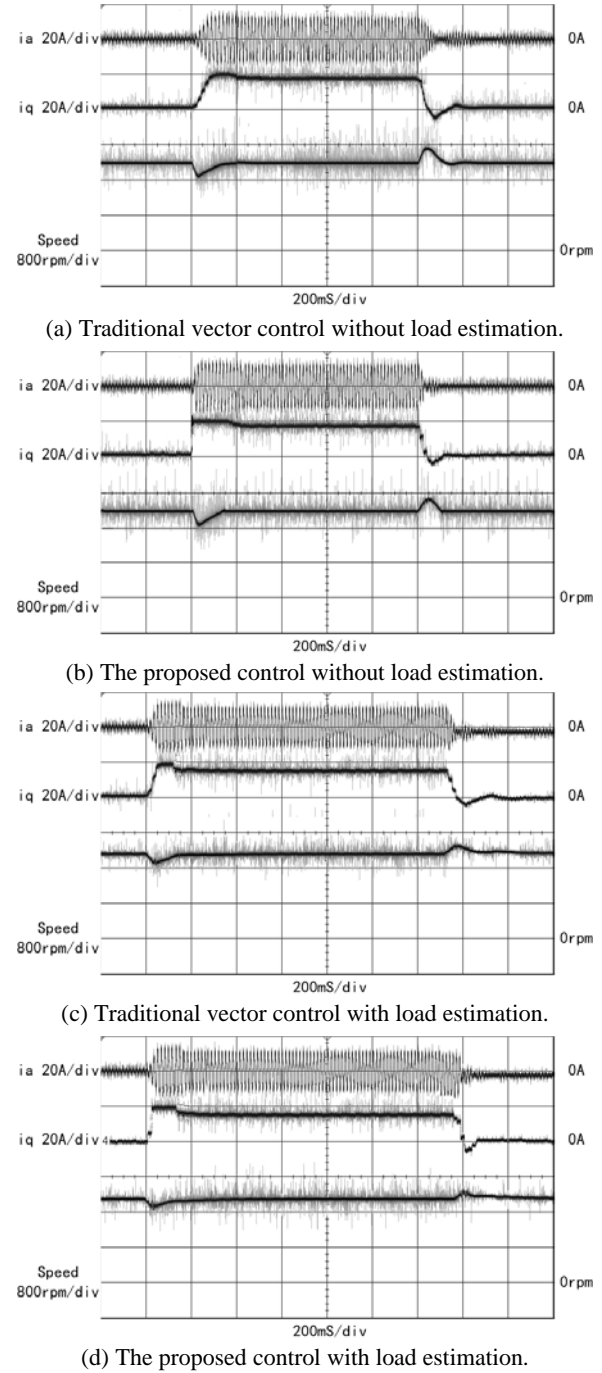 ia 20A/div 0A
iq 20A/div 0A
Speed
800rpm/div 0rpm
200mS/div
(a) Traditional vector control without load estimation.
ia 20A/div 0A
iq 20A/div 0A
Speed
800rpm/div 0rpm
200mS/div
(b) The proposed control without load estimation.
ia 20A/div 0A
iq 20A/div 0A
Speed
800rpm/div 0rpm
200mS/div
(c) Traditional vector control with load estimation.
ia 20A/div 0A
iq 20A/div 4 0A
Speed
800rpm/div 0rpm
200mS/div
(d) The proposed control with load estimation.